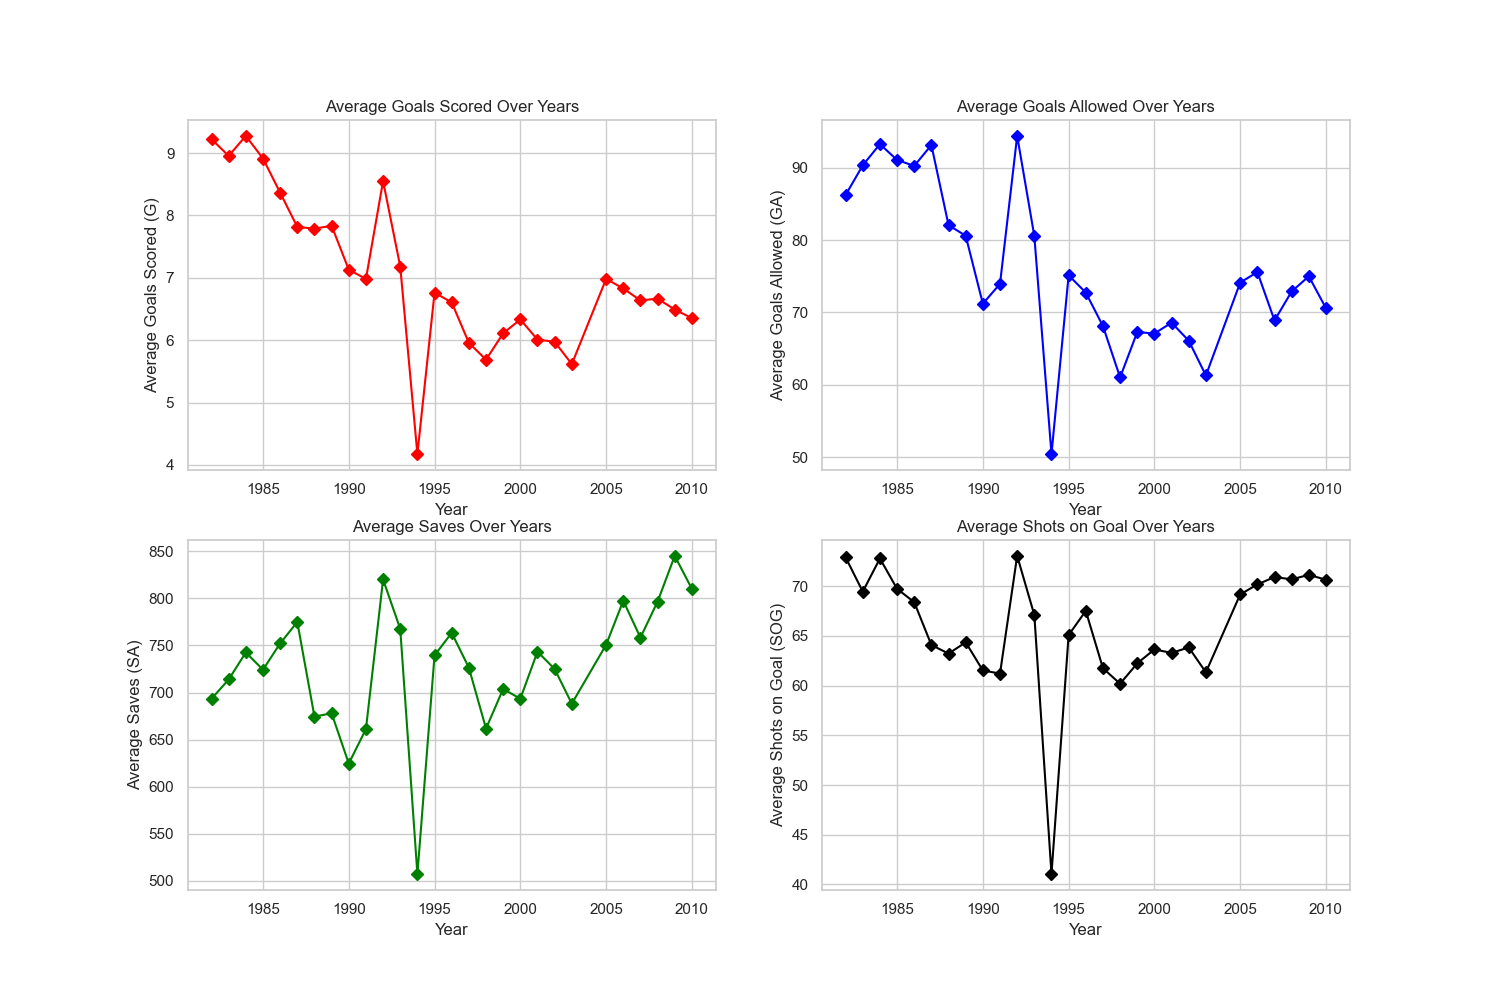 Average Goals Scored Over Years
Average Goals Scored (G)
9
8
7
6
5
4
1985 1990 1995 2000 2005 2010
Year
Average Goals Allowed Over Years
Average Goals Allowed (GA)
90
80
70
60
50
1985 1990 1995 2000 2005 2010
Year
Average Saves Over Years
Average Saves (SA)
850
800
750
700
650
600
550
500
1985 1990 1995 2000 2005 2010
Year
Average Shots on Goal Over Years
Average Shots on Goal (SOG)
70
65
60
55
50
45
40
1985 1990 1995 2000 2005 2010
Year